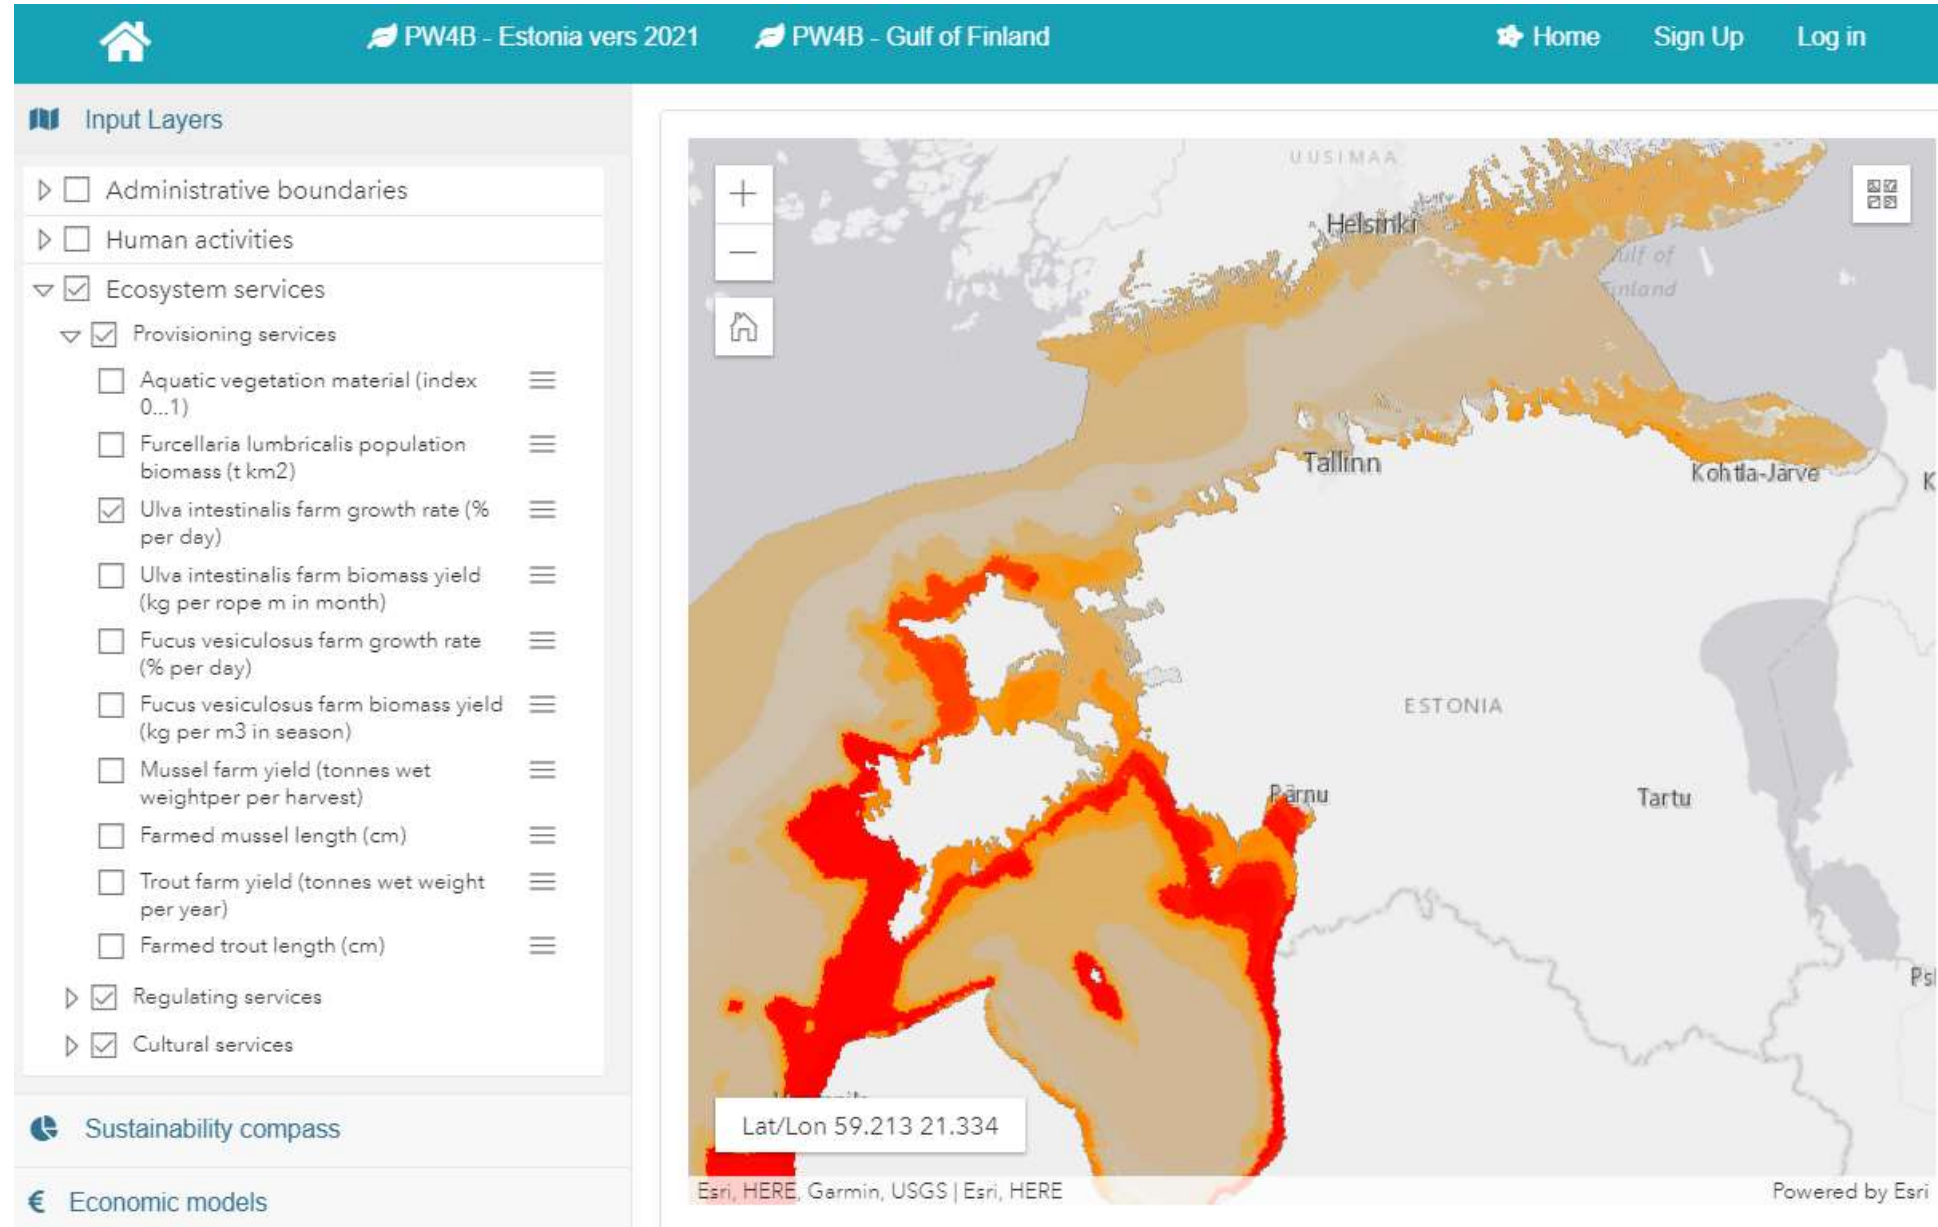 PW4B - Estonia vers 2021 PW4B - Gulf of Finland Home Sign Up Log in
Input Layers
Administrative boundaries
Human activities
Ecosystem services
Provisioning services
Aquatic vegetation material (index
0...1)
Furcellaria lumbricalis population
biomass (t km2)
Ulva intestinalis farm growth rate (%
per day)
Ulva intestinalis farm biomass yield
(kg per rope m in month)
Fucus vesiculosus farm growth rate
(% per day)
Fucus vesiculosus farm biomass yield
(kg per m3 in season)
Mussel farm yield (tonnes wet
weightper per harvest)
Farmed mussel length (cm)
Trout farm yield (tonnes wet weight
per year)
Farmed trout length (cm)
Regulating services
Cultural services
Sustainability compass
€ Economic models
UUSIMAA
Helsinki
Gulf of
Finland
Tallinn
Kohtla-Järve
K
ESTONIA
Pärnu
Tartu
Psk
Lat/Lon 59.213 21.334
Esri, HERE, Garmin, USGS | Esri, HERE
Powered by Esri